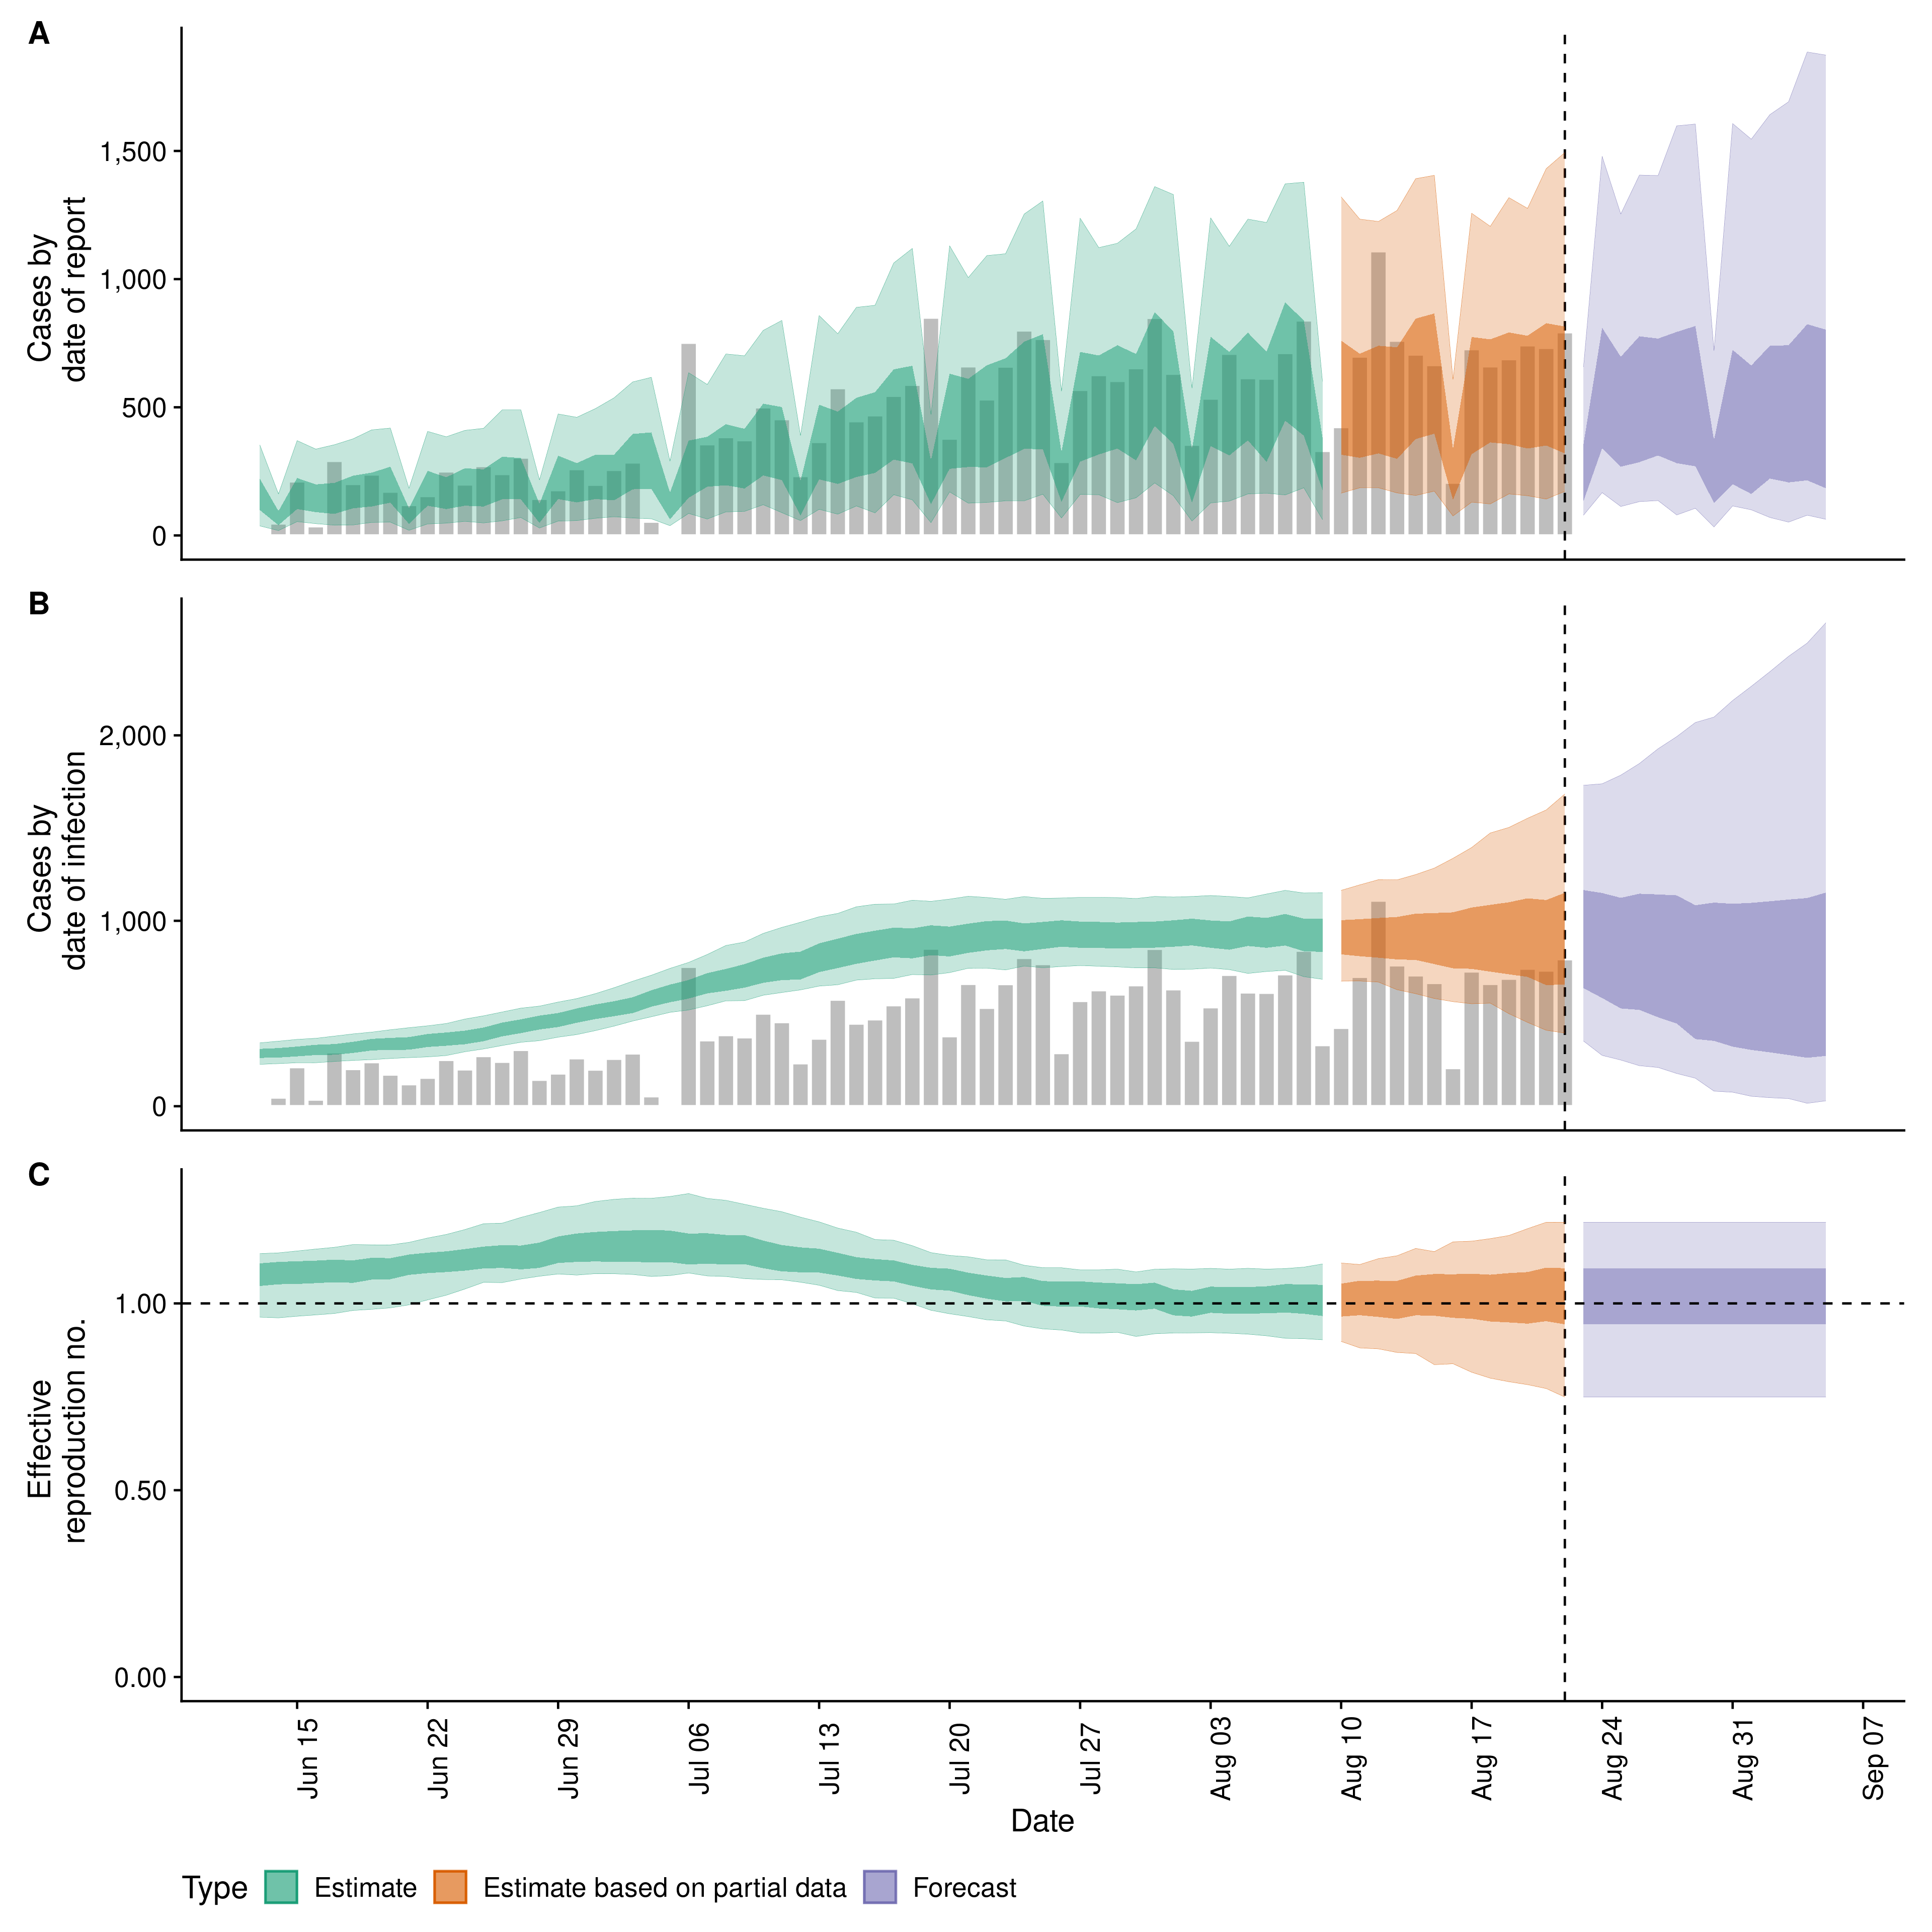 A
Cases by
date of report
1,500
1,000
500
0
B
Cases by
date of infection
2,000
1,000
0
C
Effective
reproduction no.
1.00
0.50
0.00
Jun 15
Jun 22
Jun 29
Jul 06
Jul 13
Jul 20
Jul 27
Aug 03
Aug 10
Aug 17
Aug 24
Aug 31
Sep 07
Date
Type Estimate Estimate based on partial data Forecast